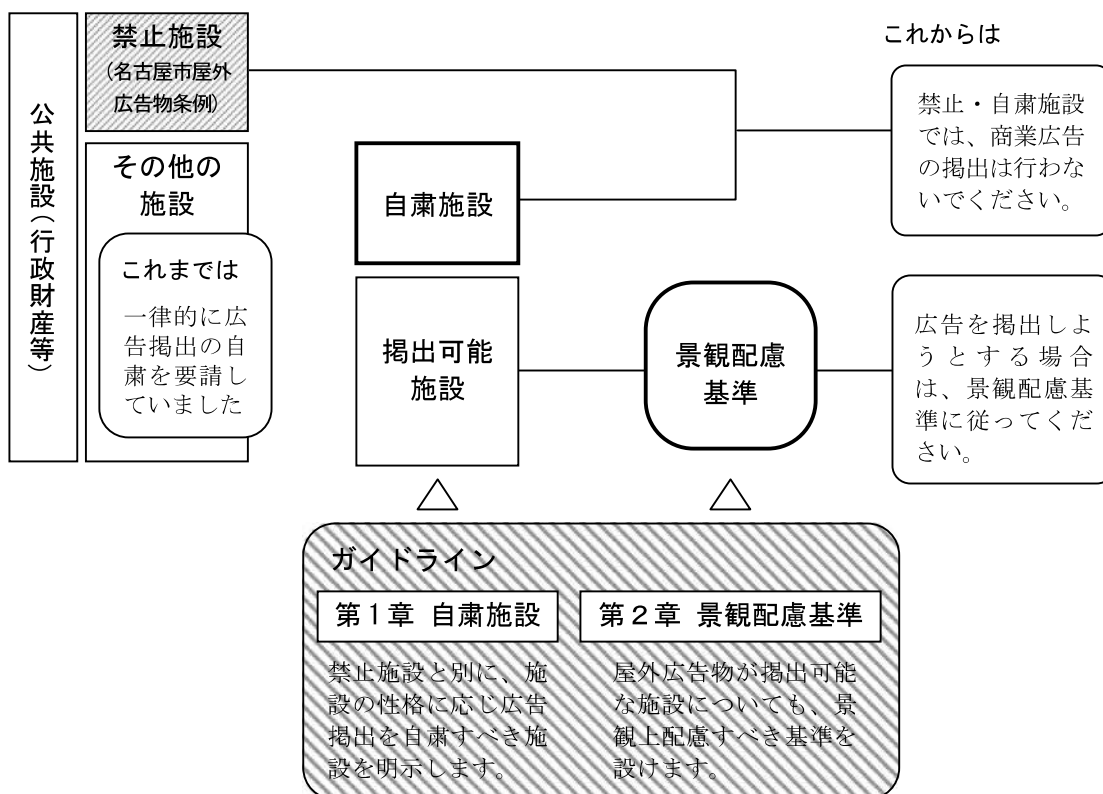 公共施設(行政財産等)
禁止施設
(名古屋市屋外
広告物条例)
その他の
施設
これまでは
一律的に広
告掲出の自
粛を要請し
ていました
自粛施設
掲出可能
施設
景観配慮
基準
これからは
禁止・自粛施設
では、商業広告
の掲出は行わな
いでください。
広告を掲出しよ
うとする場合
は、景観配慮基
準に従ってくだ
さい。
ガイドライン
第1章 自粛施設
禁止施設と別に、施
設の性格に応じ広告
掲出を自粛すべき施
設を明示します。
第2章 景観配慮基準
屋外広告物が掲出可能
な施設についても、景
観上配慮すべき基準を
設けます。